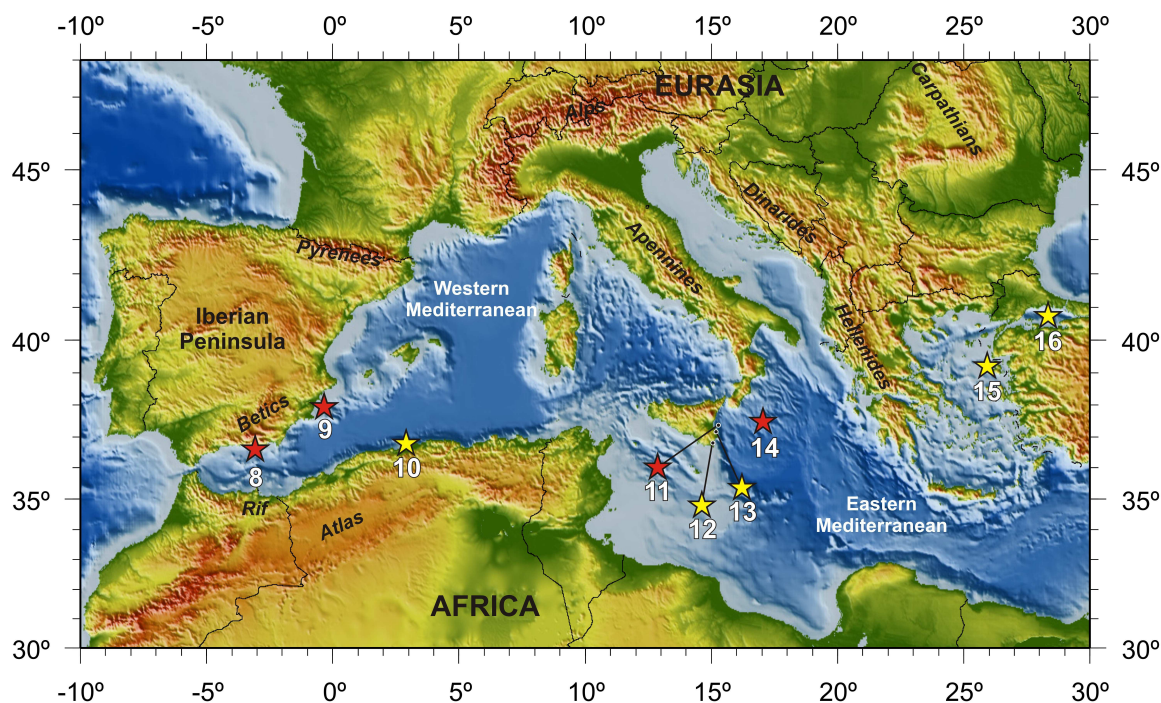 -10º -5º 0º 5º 10º 15º 20º 25º 30º
EURASIA
Carpathians
Alps
45º 45º
Dinarides
Pyrenees
Apennines
Western
Mediterranean
Iberian
Peninsula
Hellenides
16
40º 40º
15
Betics
9
14
8
10
11
35º 35º
Rif
Atlas
12
13
Eastern
Mediterranean
AFRICA
30º 30º
-10º -5º 0º 5º 10º 15º 20º 25º 30º